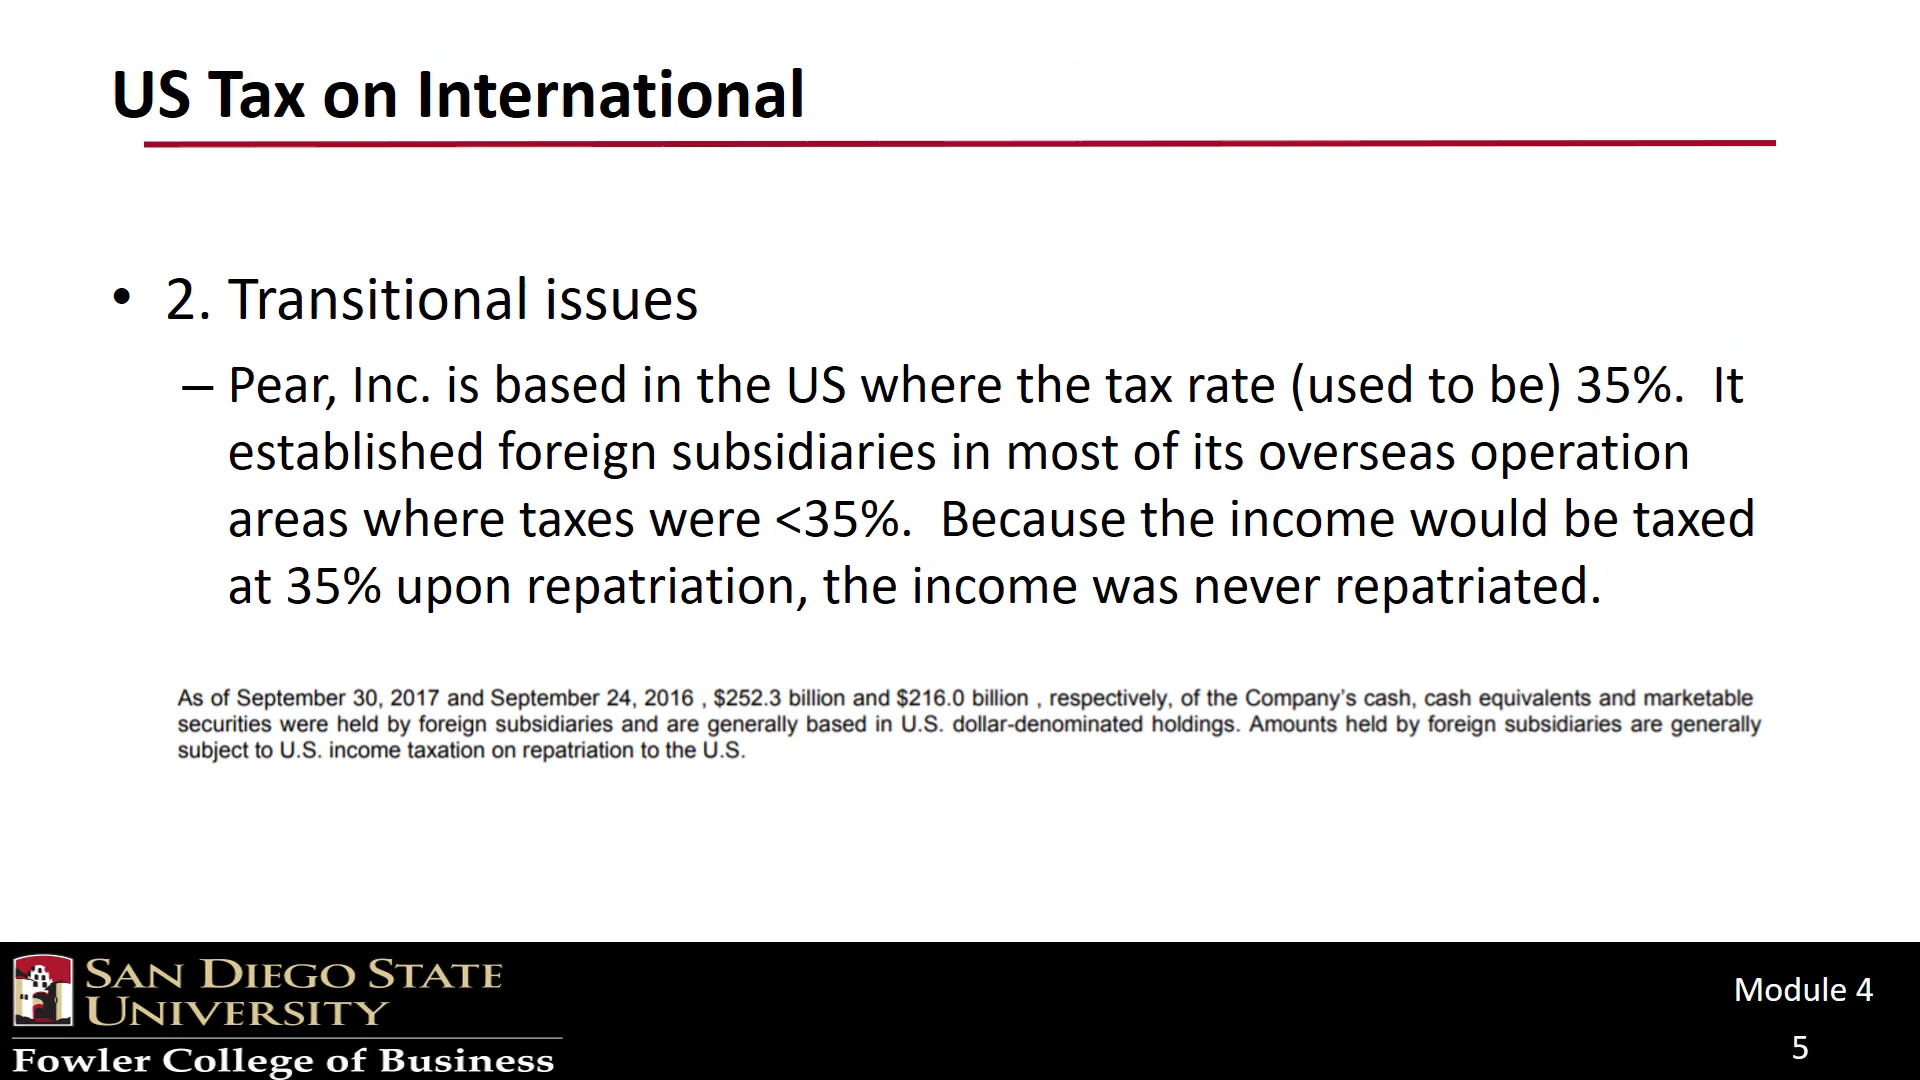 US Tax on International
• 2. Transitional issues
– Pear, Inc. is based in the US where the tax rate (used to be) 35%.  It
established foreign subsidiaries in most of its overseas operation
areas where taxes were <35%.  Because the income would be taxed
at 35% upon repatriation, the income was never repatriated.
As of September 30, 2017 and September 24, 2016 , $252.3 billion and $216.0 billion , respectively, of the Company's cash, cash equivalents and marketable
securities were held by foreign subsidiaries and are generally based in U.S. dollar-denominated holdings. Amounts held by foreign subsidiaries are generally
subject to U.S. income taxation on repatriation to the U.S.
SAN DIEGO STATE
UNIVERSITY
Fowler College of Business
Module 4
5